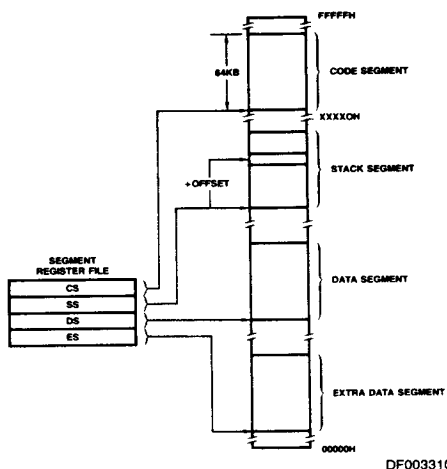 FFFFFH
64KB
CODE SEGMENT
XXXX0H
STACK SEGMENT
+OFFSET
SEGMENT
REGISTER FILE
CS
SS
DS
ES
DATA SEGMENT
EXTRA DATA SEGMENT
00000H
DF003310